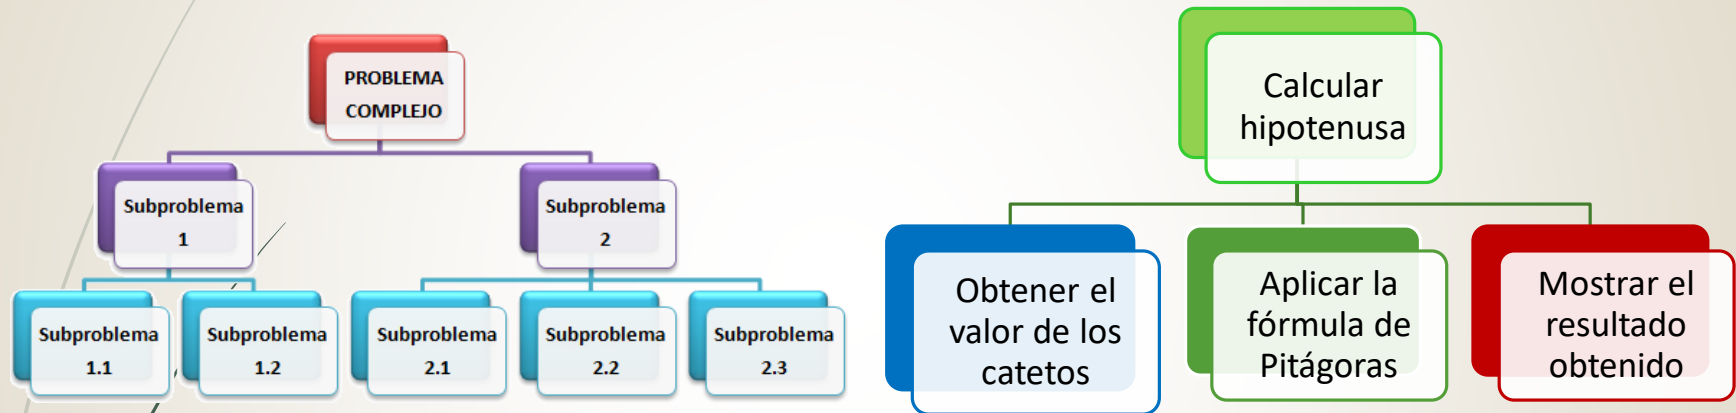 PROBLEMA
COMPLEJO
Subproblema
1
Subproblema
2
Subproblema
1.1
Subproblema
1.2
Subproblema
2.1
Subproblema
2.2
Subproblema
2.3
Calcular
hipotenusa
Obtener el
valor de los
catetos
Aplicar la
fórmula de
Pitágoras
Mostrar el
resultado
obtenido